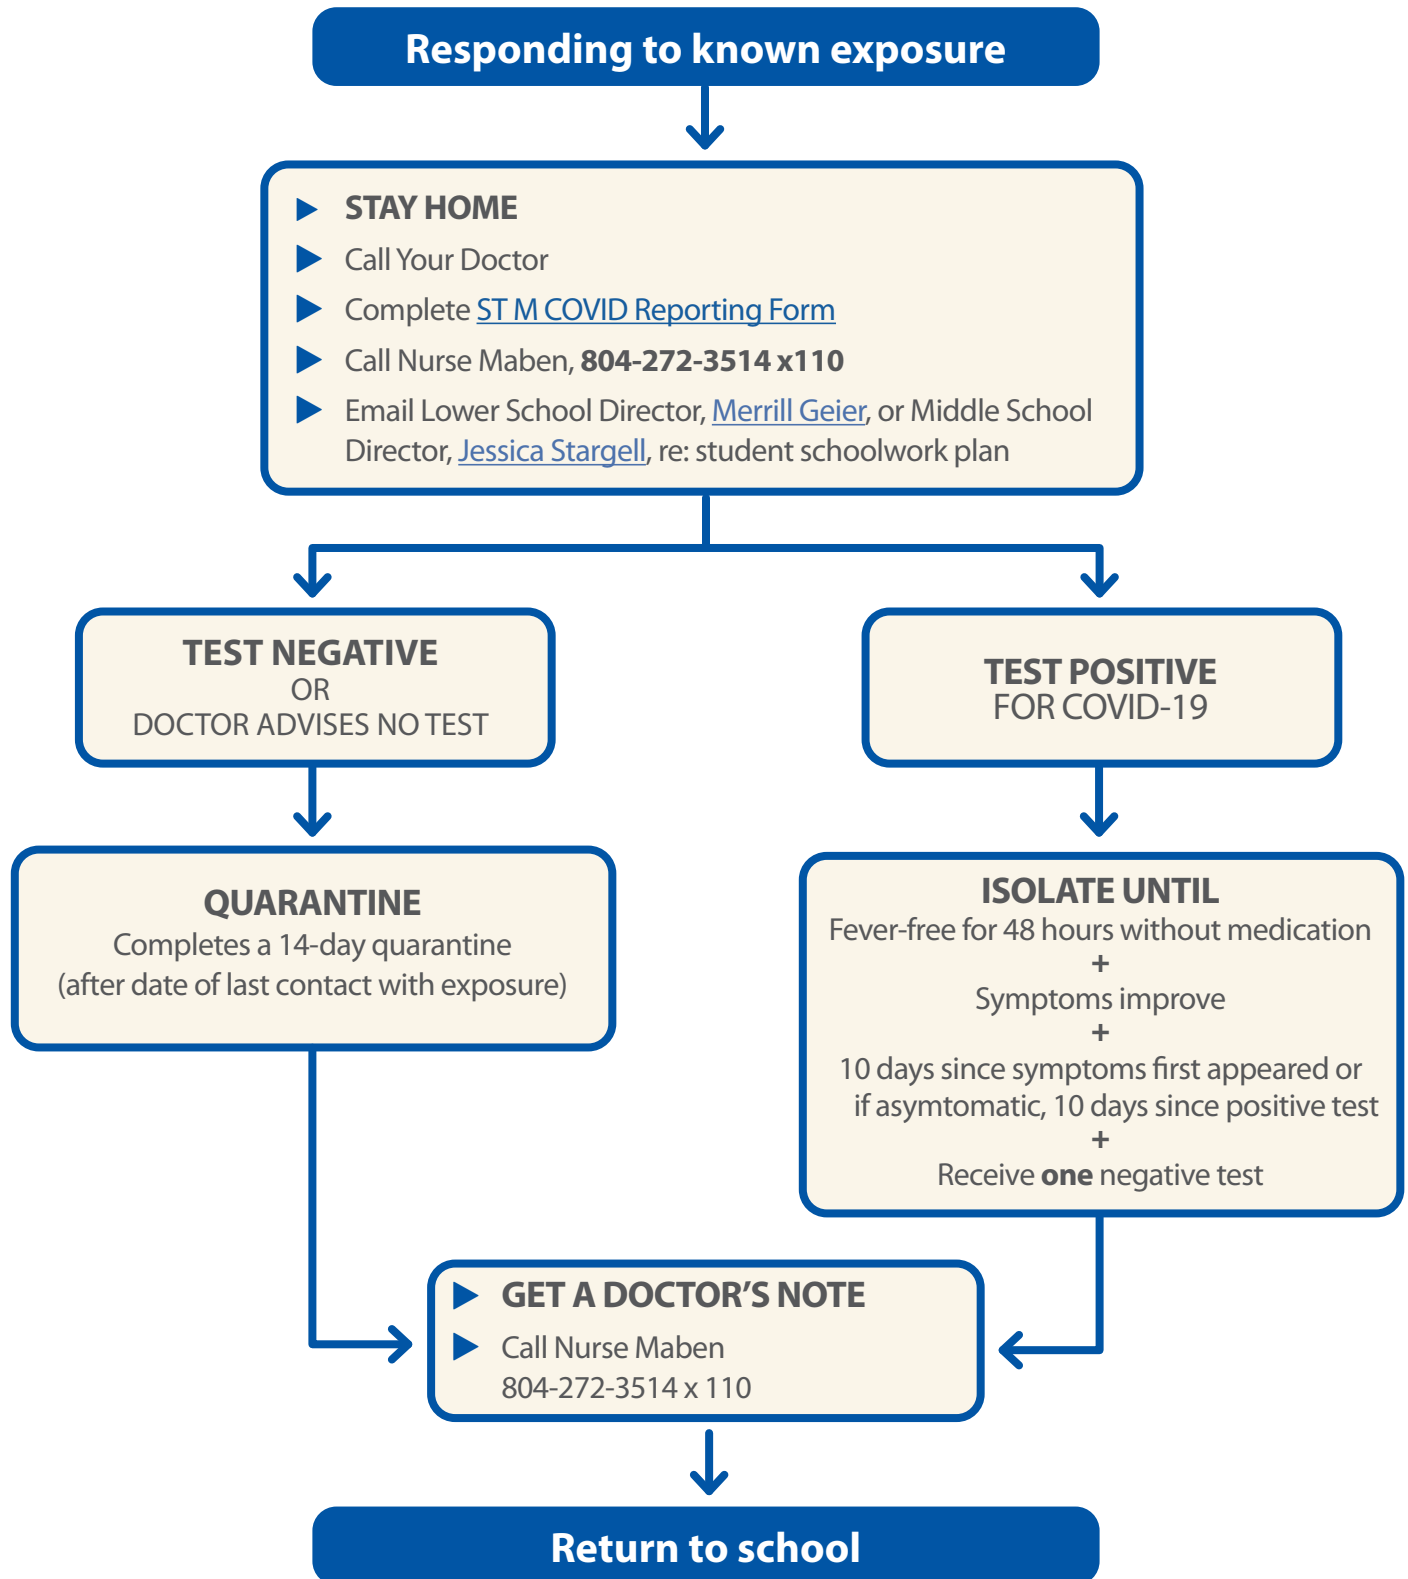 Responding to known exposure
STAY HOME
Call Your Doctor
Complete ST M COVID Reporting Form
Call Nurse Maben, 804-272-3514 x110
Email Lower School Director, Merrill Geier, or Middle School
Director, Jessica Stargell, re: student schoolwork plan
TEST NEGATIVE
OR
DOCTOR ADVISES NO TEST
TEST POSITIVE
FOR COVID-19
QUARANTINE
Completes a 14-day quarantine
(after date of last contact with exposure)
ISOLATE UNTIL
Fever-free for 48 hours without medication
+
Symptoms improve
+
10 days since symptoms first appeared or
if asymtomatic, 10 days since positive test
+
Receive one negative test
GET A DOCTOR'S NOTE
Call Nurse Maben
804-272-3514 x 110
Return to school